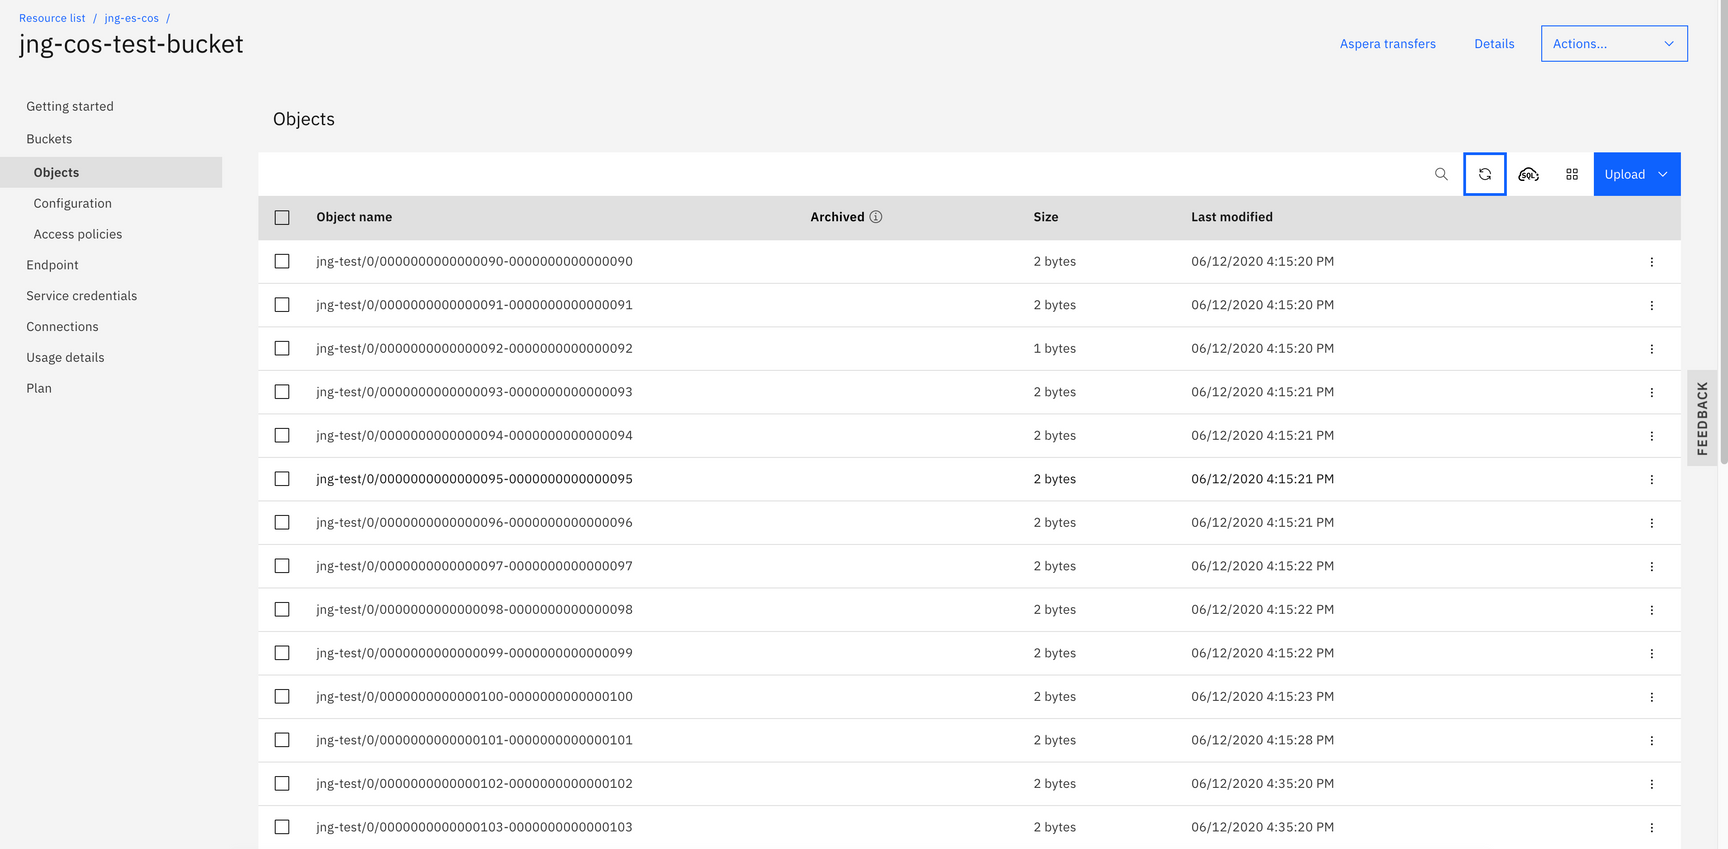 Resource list / jng-es-cos /
jng-cos-test-bucket
Aspera transfers Details Actions...
Getting started
Buckets
Objects
Configuration
Access policies
Endpoint
Service credentials
Connections
Usage details
Plan
Objects
SQL Upload
Object name Archived Size Last modified
jng-test/0/0000000000000090-0000000000000090 2 bytes 06/12/2020 4:15:20 PM
jng-test/0/0000000000000091-0000000000000091 2 bytes 06/12/2020 4:15:20 PM
jng-test/0/0000000000000092-0000000000000092 1 bytes 06/12/2020 4:15:20 PM
jng-test/0/0000000000000093-0000000000000093 2 bytes 06/12/2020 4:15:21 PM
jng-test/0/0000000000000094-0000000000000094 2 bytes 06/12/2020 4:15:21 PM
jng-test/0/0000000000000095-0000000000000095 2 bytes 06/12/2020 4:15:21 PM
jng-test/0/0000000000000096-0000000000000096 2 bytes 06/12/2020 4:15:21 PM
jng-test/0/0000000000000097-0000000000000097 2 bytes 06/12/2020 4:15:22 PM
jng-test/0/0000000000000098-0000000000000098 2 bytes 06/12/2020 4:15:22 PM
jng-test/0/0000000000000099-0000000000000099 2 bytes 06/12/2020 4:15:22 PM
jng-test/0/0000000000000100-0000000000000100 2 bytes 06/12/2020 4:15:23 PM
jng-test/0/0000000000000101-0000000000000101 2 bytes 06/12/2020 4:15:28 PM
jng-test/0/0000000000000102-0000000000000102 2 bytes 06/12/2020 4:35:20 PM
jng-test/0/0000000000000103-0000000000000103 2 bytes 06/12/2020 4:35:20 PM
FEEDBACK